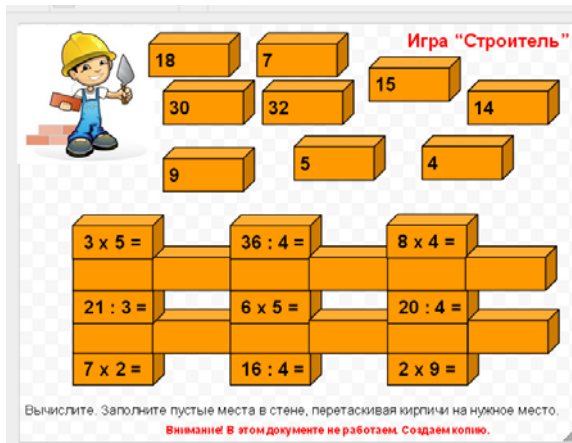 Игра “Строитель”
18
7
15
30
32
14
9
5
4
3 x 5 =
36 : 4 =
8 x 4 =
21 : 3 =
6 x 5 =
20 : 4 =
7 x 2 =
16 : 4 =
2 x 9 =
Вычислите. Заполните пустые места в стене, перетаскивая кирпичи на нужное место.
Внимание! В этом документе не работаем. Создаем копию.